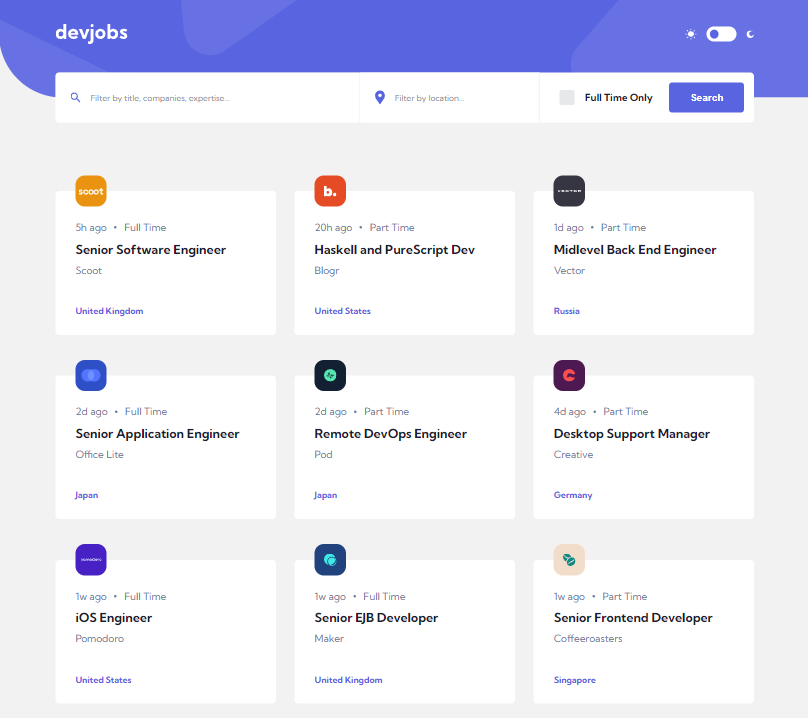 devjobs
Filter by title, companies, expertise...
Filter by location...
Full Time Only
Search
scoot
5h ago • Full Time
Senior Software Engineer
Scoot
United Kingdom
b.
20h ago • Part Time
Haskell and PureScript Dev
Blogr
United States
VECTOR
1d ago • Part Time
Midlevel Back End Engineer
Vector
Russia
2d ago • Full Time
Senior Application Engineer
Office Lite
Japan
2d ago • Part Time
Remote DevOps Engineer
Pod
Japan
4d ago • Part Time
Desktop Support Manager
Creative
Germany
pomodoro
1w ago • Full Time
iOS Engineer
Pomodoro
United States
1w ago • Full Time
Senior EJB Developer
Maker
United Kingdom
1w ago • Part Time
Senior Frontend Developer
Coffeeroasters
Singapore